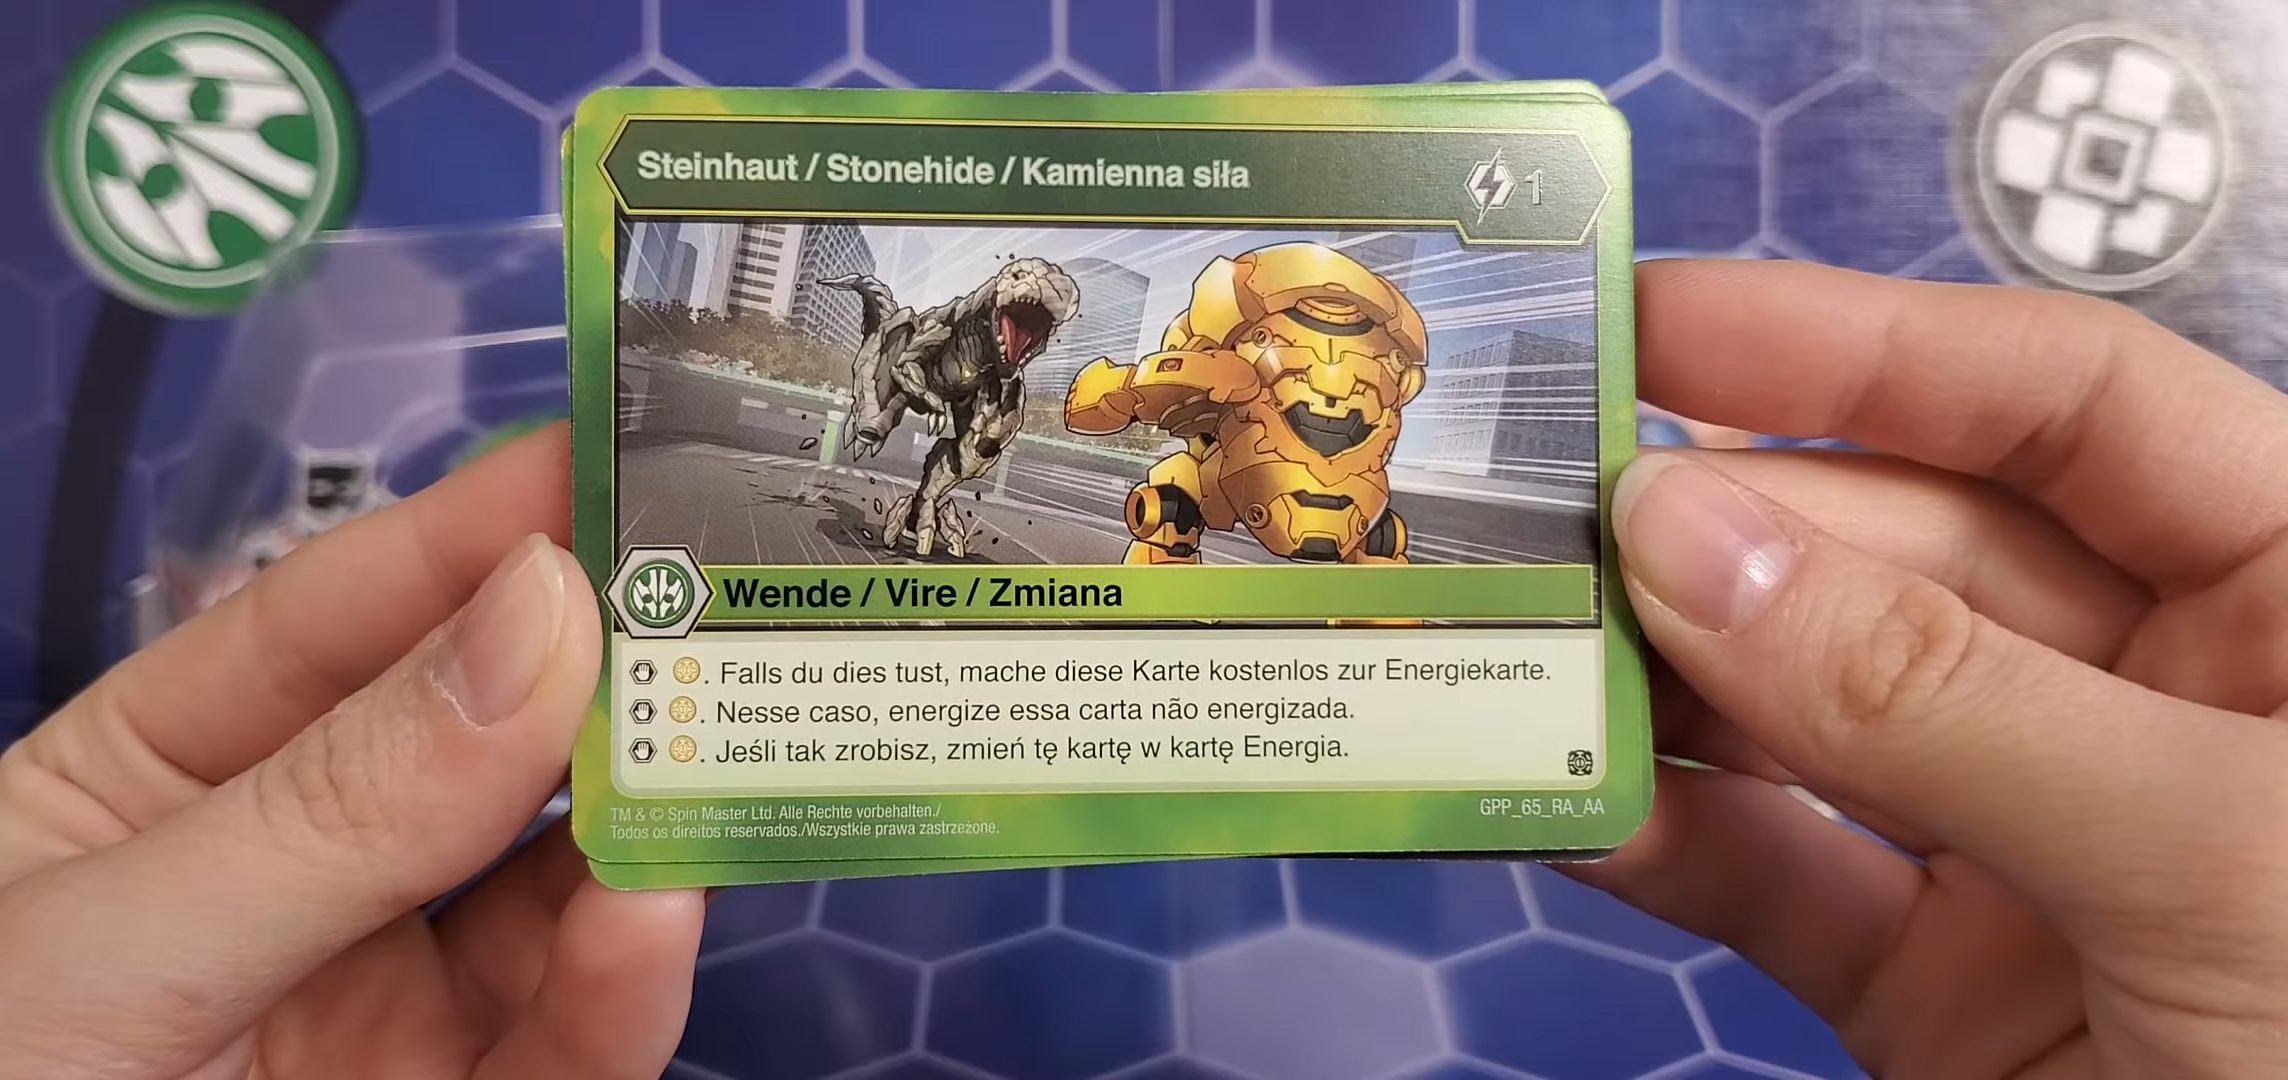 Steinhaut / Stonehide / Kamienna siła
1
Wende / Vire / Zmiana
. Falls du dies tust, mache diese Karte kostenlos zur Energiekarte.
. Nesse caso, energize essa carta não energizada.
. Jeśli tak zrobisz, zmień tę kartę w kartę Energia.
TM & © Spin Master Ltd. Alle Rechte vorbehalten./
Todos os direitos reservados./Wszystkie prawa zastrzeżone.
GPP_65_RA_AA